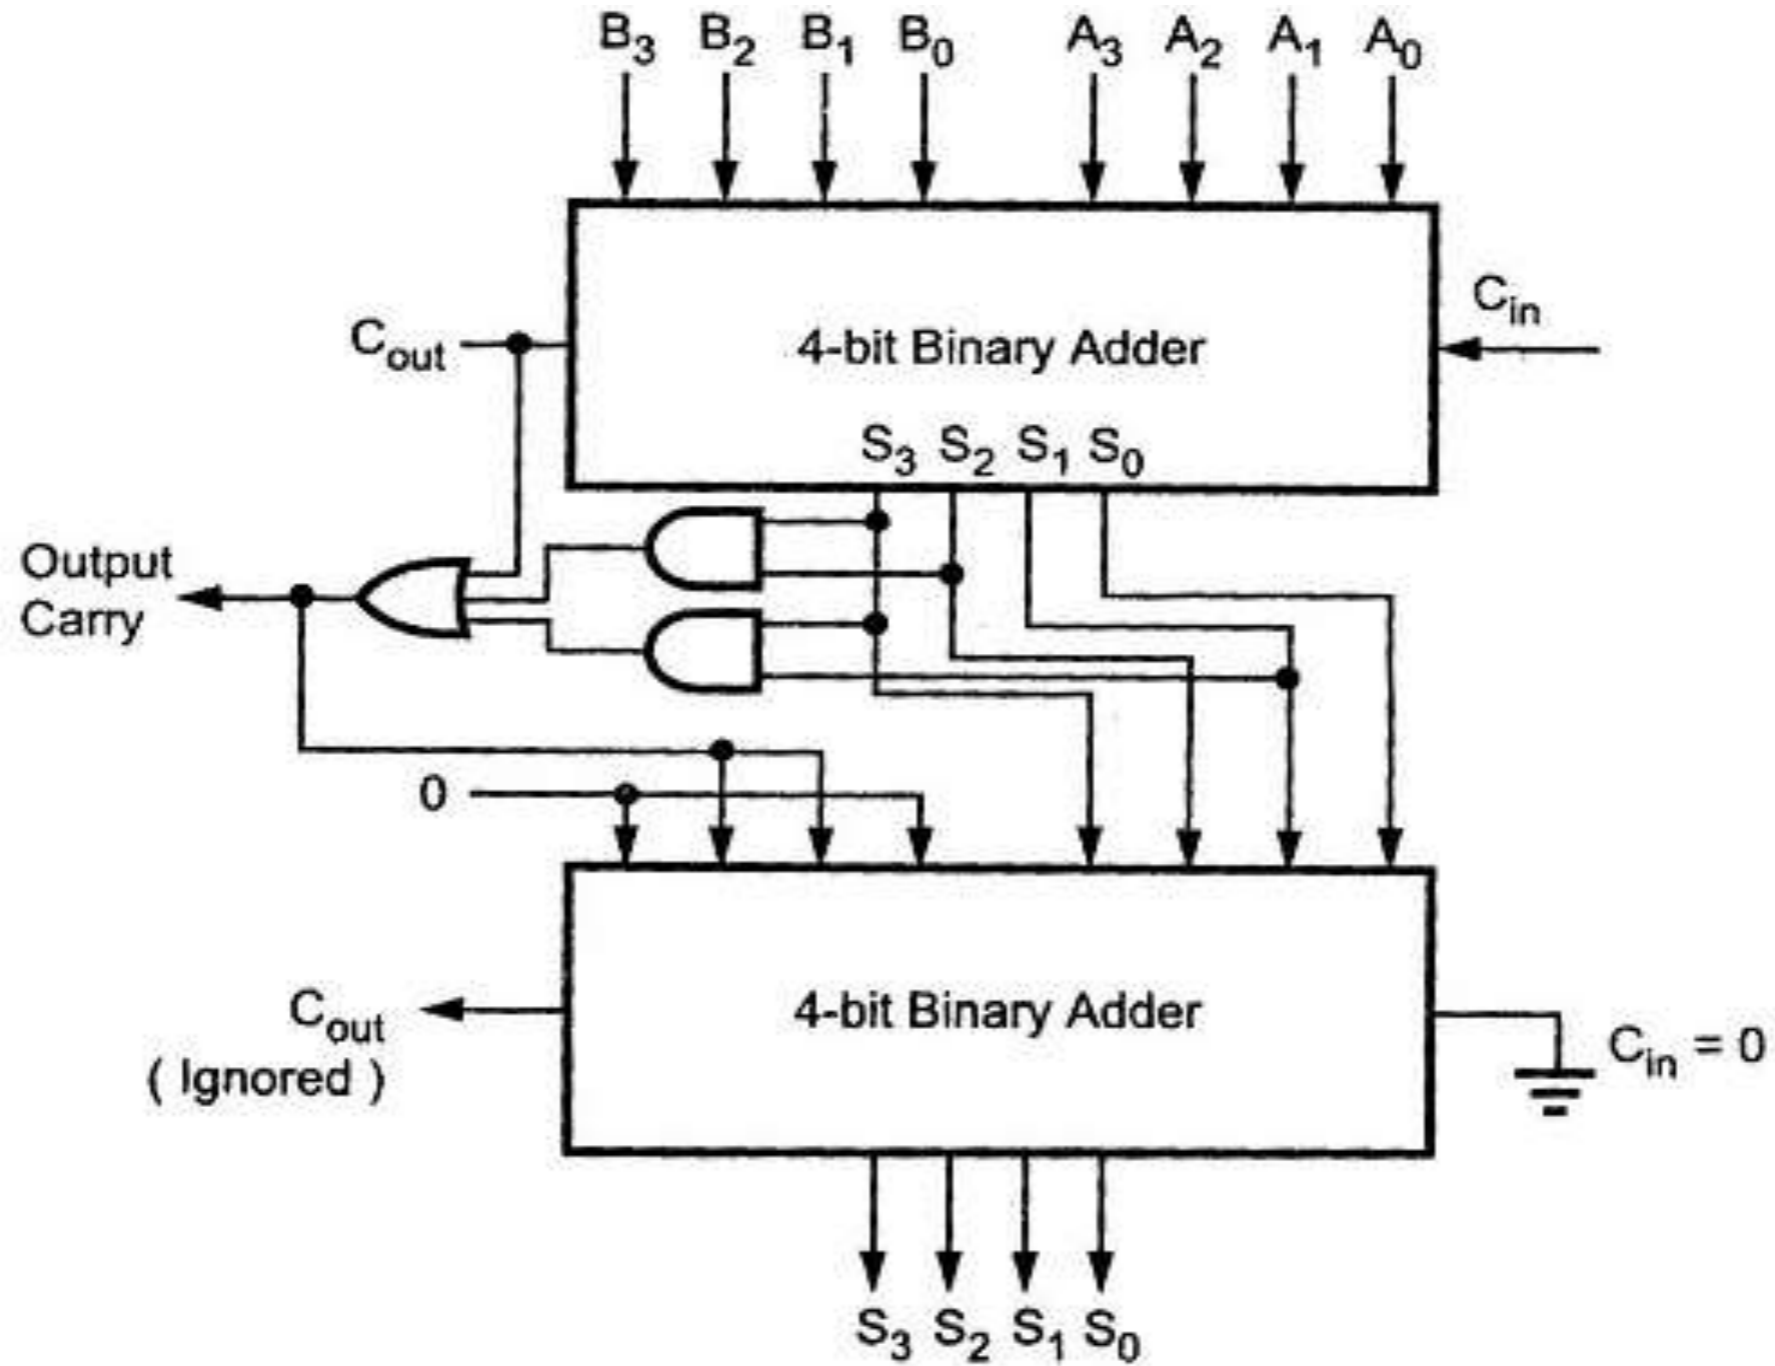 B3 B2 B1 B0 A3 A2 A1 A0
Cin
Cout
4-bit Binary Adder
S3 S2 S1 S0
Output
Carry
0
4-bit Binary Adder
Cout
( Ignored )
Cin = 0
S3 S2 S1 S0